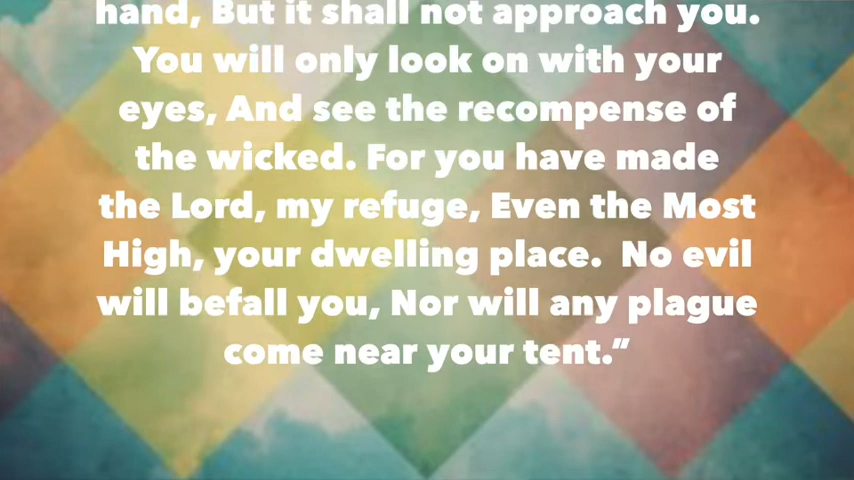 hand, But it shall not approach you.
You will only look on with your
eyes, And see the recompense of
the wicked. For you have made
the Lord, my refuge, Even the Most
High, your dwelling place.  No evil
will befall you, Nor will any plague
come near your tent.”